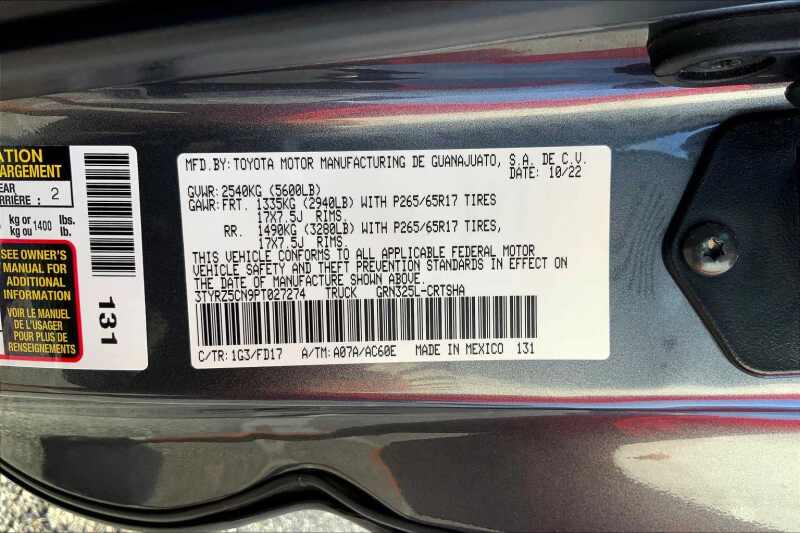 ATION
HARGEMENT
EAR
RRIÈRE : 2
kg or 1400 lbs.
kg ou lb.
SEE OWNER'S
MANUAL FOR
ADDITIONAL
INFORMATION
VOIR LE MANUEL
DE L'USAGER
POUR PLUS DE
RENSEIGNEMENTS
131
MFD.BY:TOYOTA MOTOR MANUFACTURING DE GUANAJUATO, S.A. DE C.V.
DATE: 10/22
GVWR:2540KG (5600LB)
GAWR:FRT. 1335KG (2940LB) WITH P265/65R17 TIRES
17X7.5J RIMS.
RR. 1490KG (3280LB) WITH P265/65R17 TIRES,
17X7.5J RIMS.
THIS VEHICLE CONFORMS TO ALL APPLICABLE FEDERAL MOTOR
VEHICLE SAFETY AND THEFT PREVENTION STANDARDS IN EFFECT ON
THE DATE OF MANUFACTURE SHOWN ABOVE.
3TYRZ5CN9PT027274 TRUCK GRN325L-CRTSHA
C/TR:1G3/FD17 A/TM:A07A/AC60E MADE IN MEXICO 131